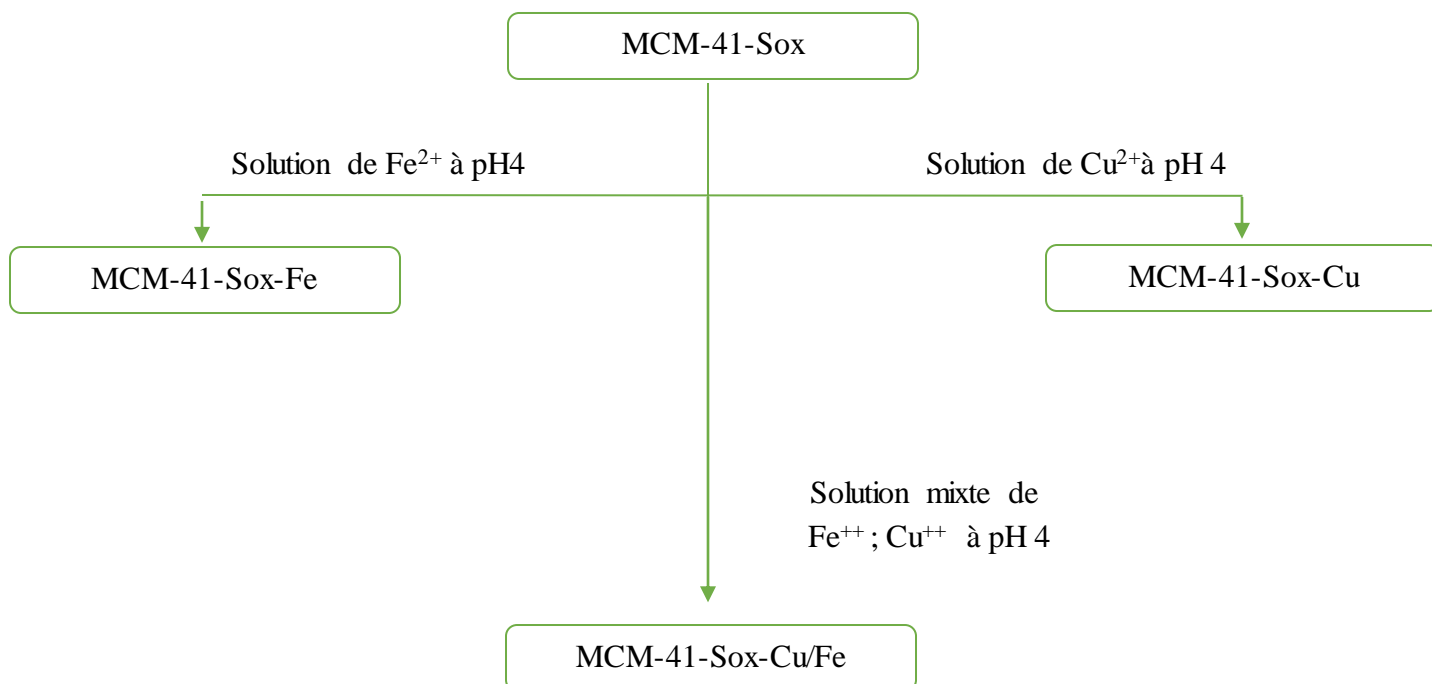 MCM-41-Sox
Solution de Fe²⁺ à pH4
Solution de Cu²⁺à pH 4
MCM-41-Sox-Fe
MCM-41-Sox-Cu
Solution mixte de
Fe⁺⁺ ; Cu⁺⁺ à pH 4
MCM-41-Sox-Cu/Fe